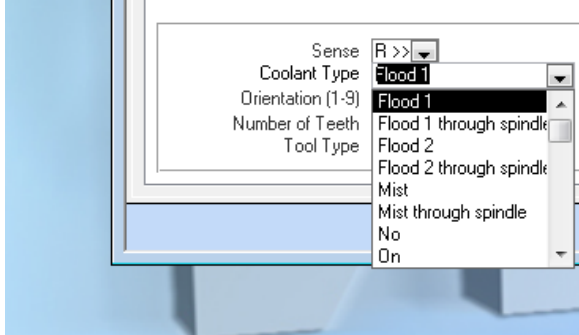 Sense R >>
Coolant Type Flood 1
Orientation (1-9) Flood 1
Number of Teeth Flood 1 through spindle
Tool Type Flood 2
Flood 2 through spindle
Mist
Mist through spindle
No
On